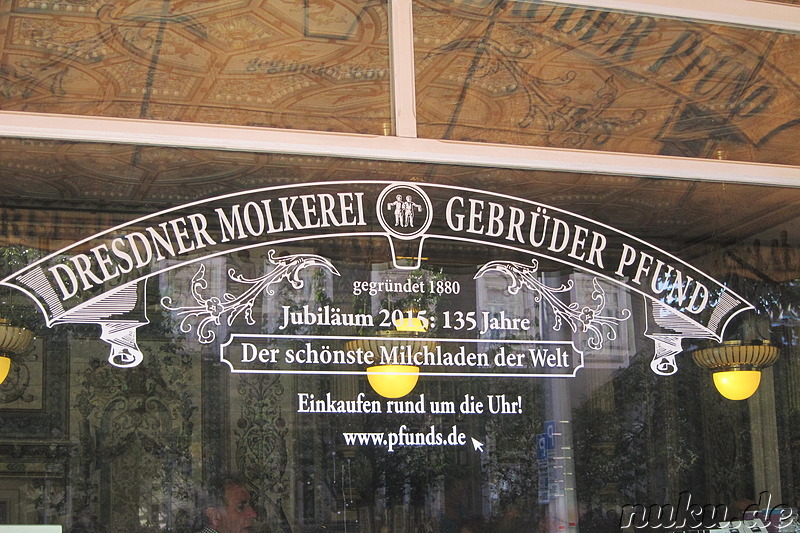 DRESDNER MOLKEREI GEBRÜDER PFUND
gegründet 1880
Jubiläum 2015: 135 Jahre
Der schönste Milchladen der Welt
Einkaufen rund um die Uhr!
www.pfunds.de
nuku.de